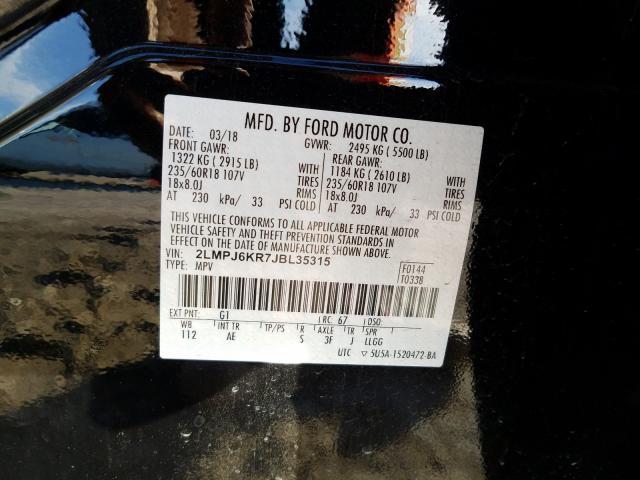 MFD. BY FORD MOTOR CO.
DATE: 03/18 GVWR: 2495 KG ( 5500 LB)
FRONT GAWR: REAR GAWR:
1322 KG ( 2915 LB) WITH 1184 KG ( 2610 LB) WITH
235/60R18 107V TIRES 235/60R18 107V TIRES
18x8.0J RIMS 18x8.0J RIMS
AT 230 kPa/ 33 PSI COLD AT 230 kPa/ 33 PSI COLD
THIS VEHICLE CONFORMS TO ALL APPLICABLE FEDERAL MOTOR
VEHICLE SAFETY AND THEFT PREVENTION STANDARDS IN
EFFECT ON THE DATE OF MANUFACTURE SHOWN ABOVE.
VIN: 2LMPJ6KR7JBL35315 F0144
TYPE: MPV T0338
EXT PNT: G1 RC: 67 DSO:
WB INT TR TP/PS R AXLE TR SPR
112 AE S 3F J LLGG
UTC ▽ 5U5A-1520472-BA